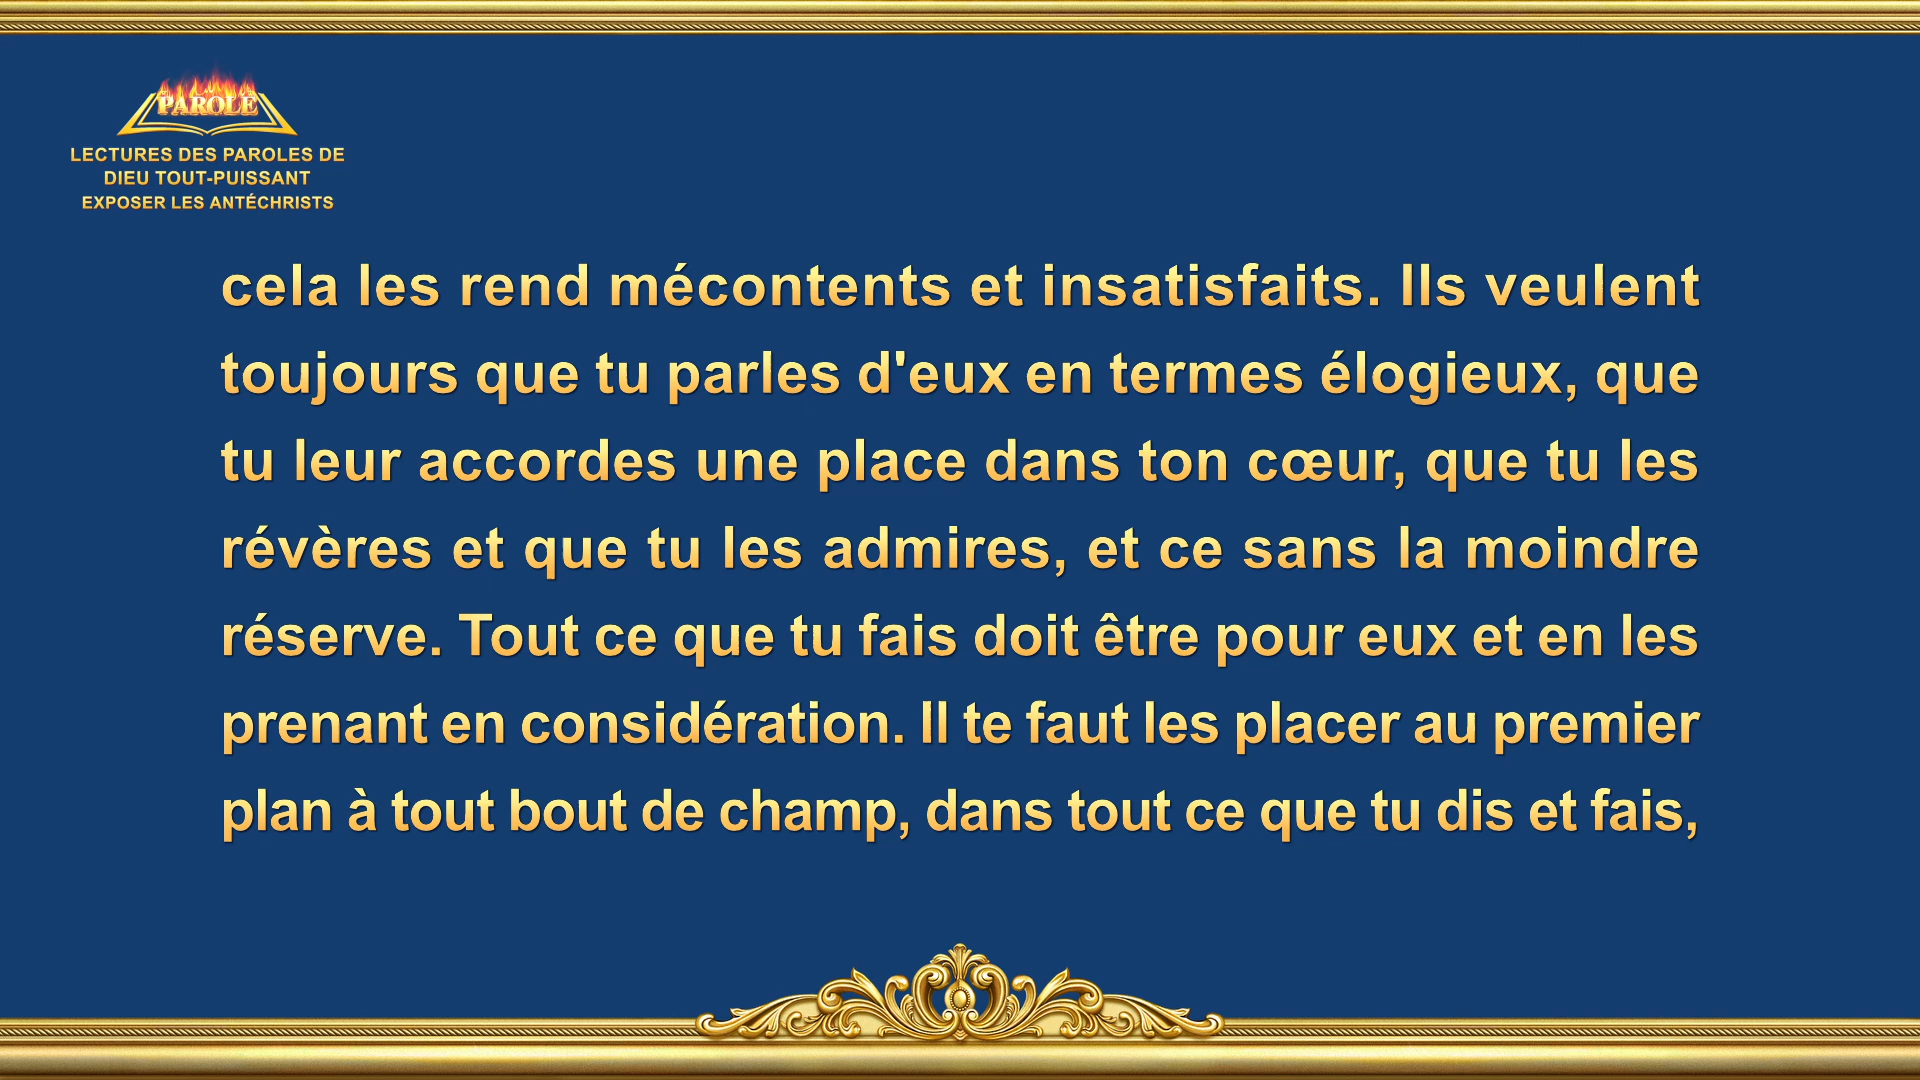 PAROLE
LECTURES DES PAROLES DE
DIEU TOUT-PUISSANT
EXPOSER LES ANTÉCHRISTS
cela les rend mécontents et insatisfaits. Ils veulent
toujours que tu parles d'eux en termes élogieux, que
tu leur accordes une place dans ton cœur, que tu les
révères et que tu les admires, et ce sans la moindre
réserve. Tout ce que tu fais doit être pour eux et en les
prenant en considération. Il te faut les placer au premier
plan à tout bout de champ, dans tout ce que tu dis et fais,